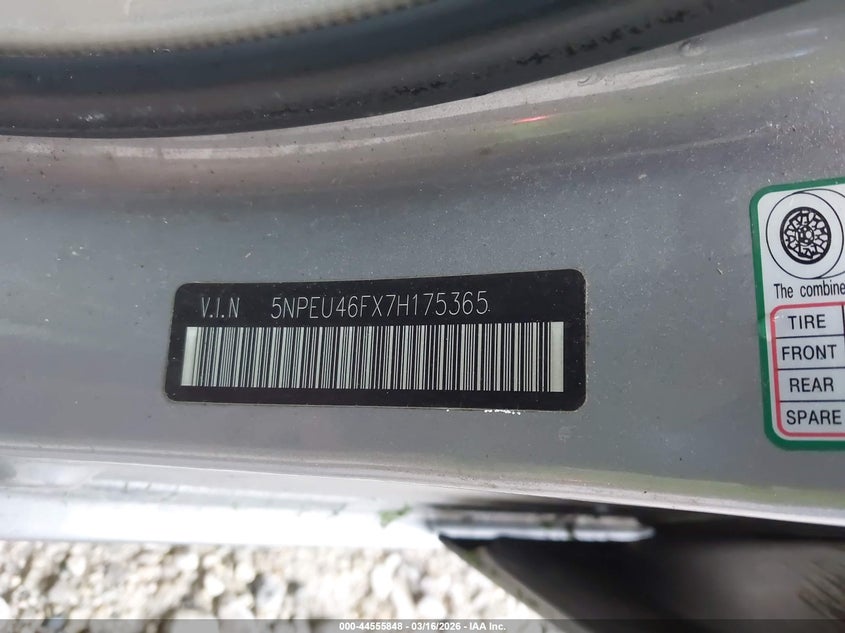 V.I.N 5NPEU46FX7H175365
The combine
TIRE
FRONT
REAR
SPARE
000-44555848 - 03/16/2026 - IAA Inc.